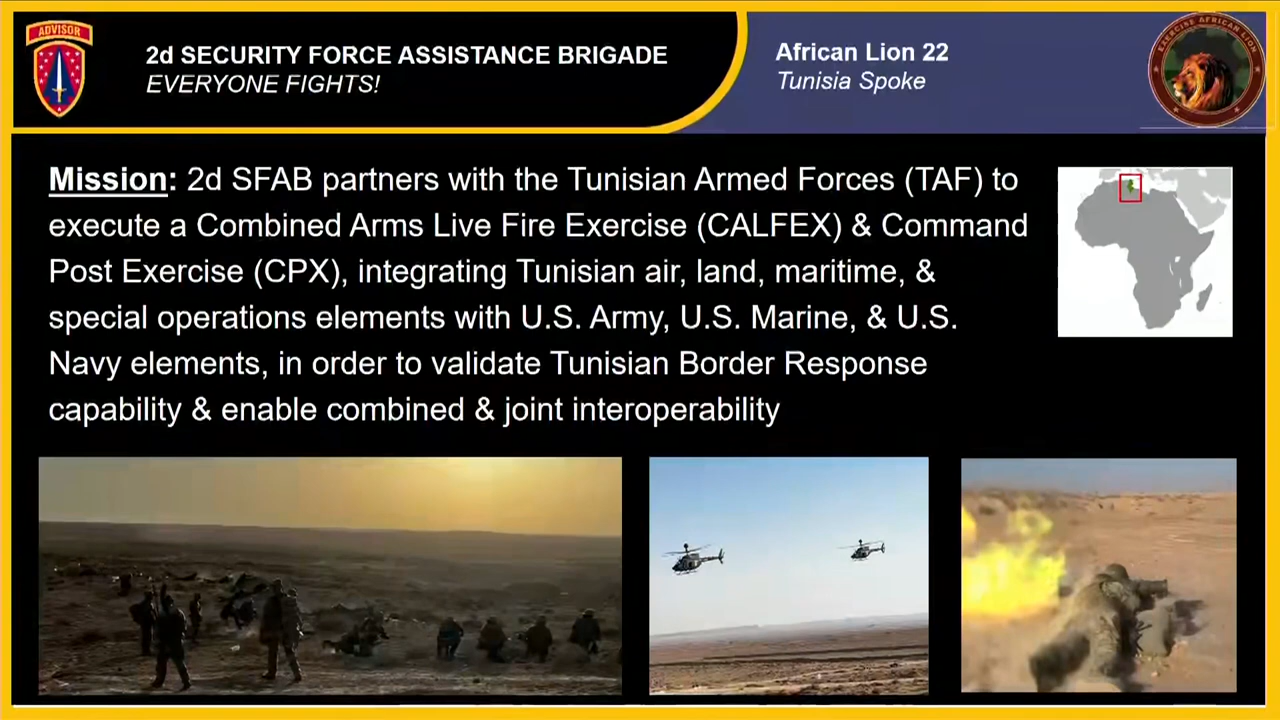 ADVISOR
2d SECURITY FORCE ASSISTANCE BRIGADE
EVERYONE FIGHTS!
African Lion 22
Tunisia Spoke
EXERCISE AFRICAN LION
Mission: 2d SFAB partners with the Tunisian Armed Forces (TAF) to
execute a Combined Arms Live Fire Exercise (CALFEX) & Command
Post Exercise (CPX), integrating Tunisian air, land, maritime, &
special operations elements with U.S. Army, U.S. Marine, & U.S.
Navy elements, in order to validate Tunisian Border Response
capability & enable combined & joint interoperability